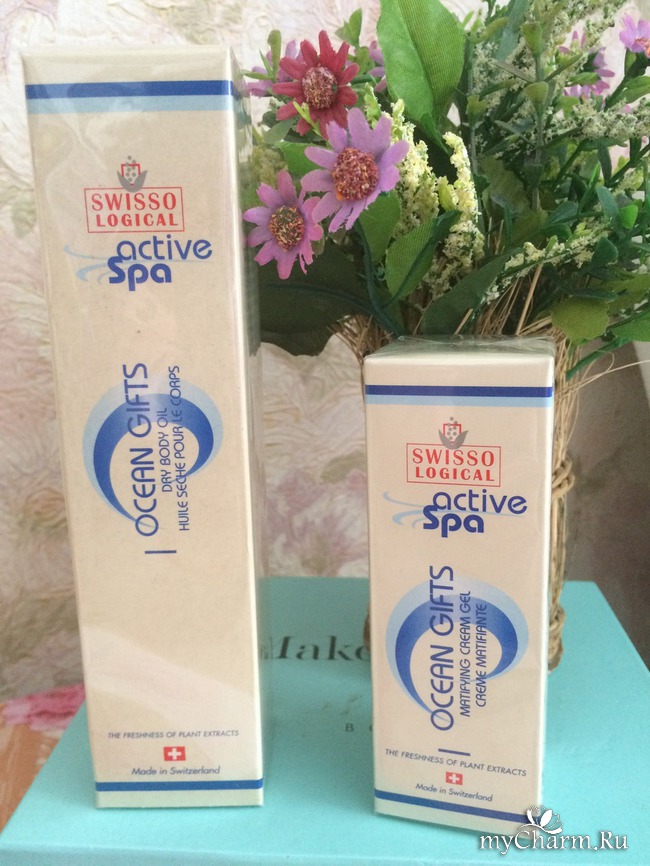 SWISSO
LOGICAL
active
Spa
OCEAN GIFTS
DRY BODY OIL
HUILE SÈCHE POUR LE CORPS
THE FRESHNESS OF PLANT EXTRACTS
Made in Switzerland
SWISSO
LOGICAL
active
Spa
OCEAN GIFTS
MATIFYING CREAM GEL
CREME MATIFIANTE
THE FRESHNESS OF PLANT EXTRACTS
Made in Switzerland
myCharm.Ru